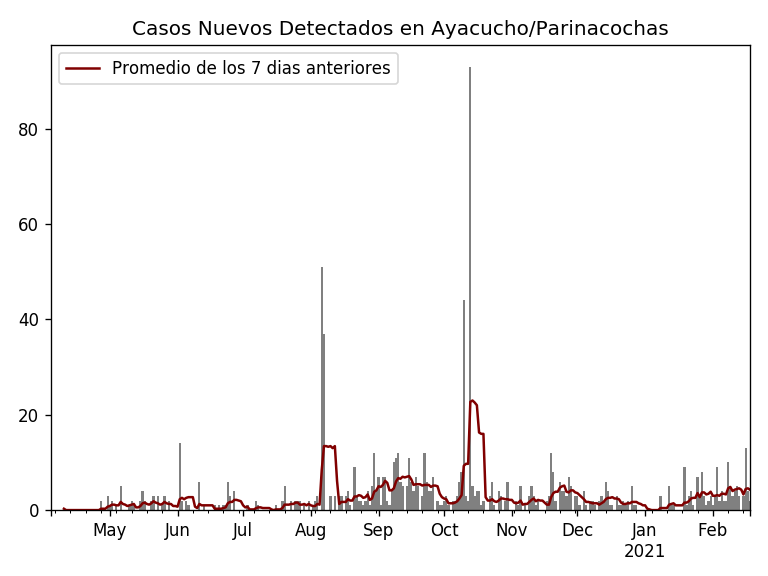 Casos Nuevos Detectados en Ayacucho/Parinacochas
Promedio de los 7 dias anteriores
80
60
40
20
0
May Jun Jul Aug Sep Oct Nov Dec Jan Feb
2021